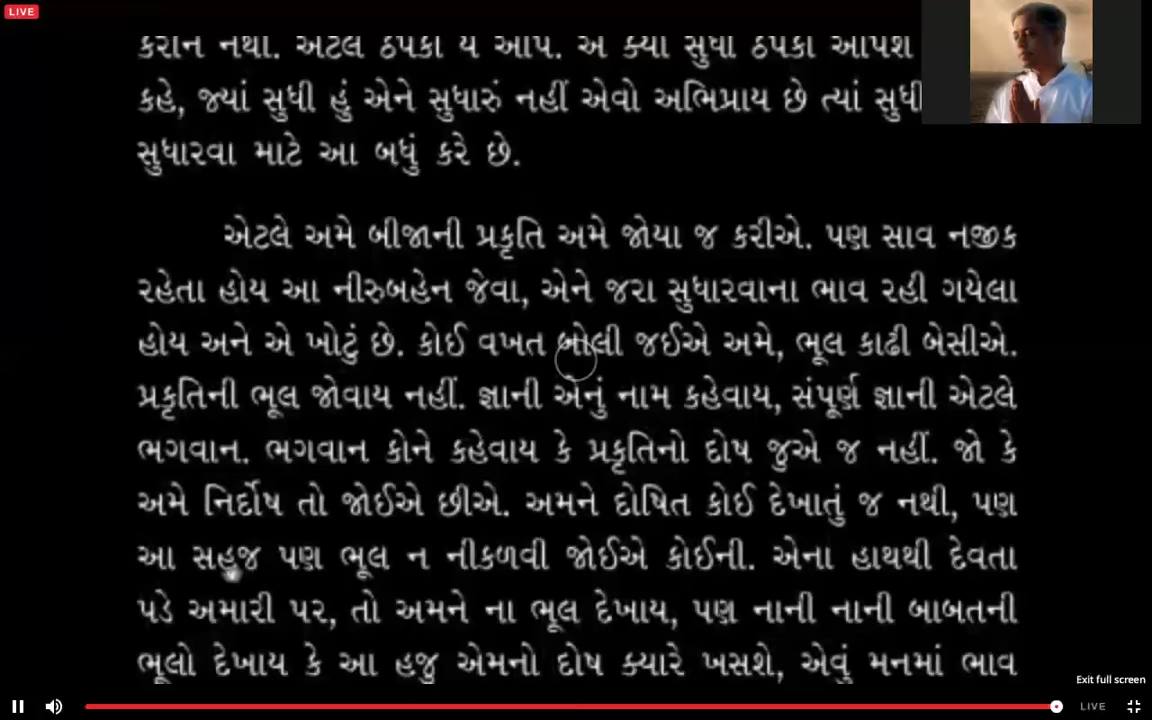 LIVE
કરાન નથી. એટલે ઠપકો ય આપે. એ ક્યાં સુધી ઠપકો આપશે
કહે, જ્યાં સુધી હું એને સુધારું નહીં એવો અભિપ્રાય છે ત્યાં સુધી
સુધારવા માટે આ બધું કરે છે.
એટલે અમે બીજાની પ્રકૃતિ અમે જોયા જ કરીએ. પણ સાવ નજીક
રહેતા હોય આ નીરુબહેન જેવા, એને જરા સુધારવાના ભાવ રહી ગયેલા
હોય અને એ ખોટું છે. કોઈ વખત બોલી જઈએ અમે, ભૂલ કાઢી બેસીએ.
પ્રકૃતિની ભૂલ જોવાય નહીં. જ્ઞાની એનું નામ કહેવાય, સંપૂર્ણ જ્ઞાની એટલે
ભગવાન. ભગવાન કોને કહેવાય કે પ્રકૃતિનો દોષ જુએ જ નહીં. જો કે
અમે નિર્દોષ તો જોઈએ છીએ. અમને દોષિત કોઈ દેખાતું જ નથી, પણ
આ સહજ પણ ભૂલ ન નીકળવી જોઈએ કોઈની. એના હાથથી દેવતા
પડે અમારી પર, તો અમને ના ભૂલ દેખાય, પણ નાની નાની બાબતની
ભૂલો દેખાય કે આ હજુ એમનો દોષ ક્યારે ખસશે, એવું મનમાં ભાવ
Exit full screen
LIVE